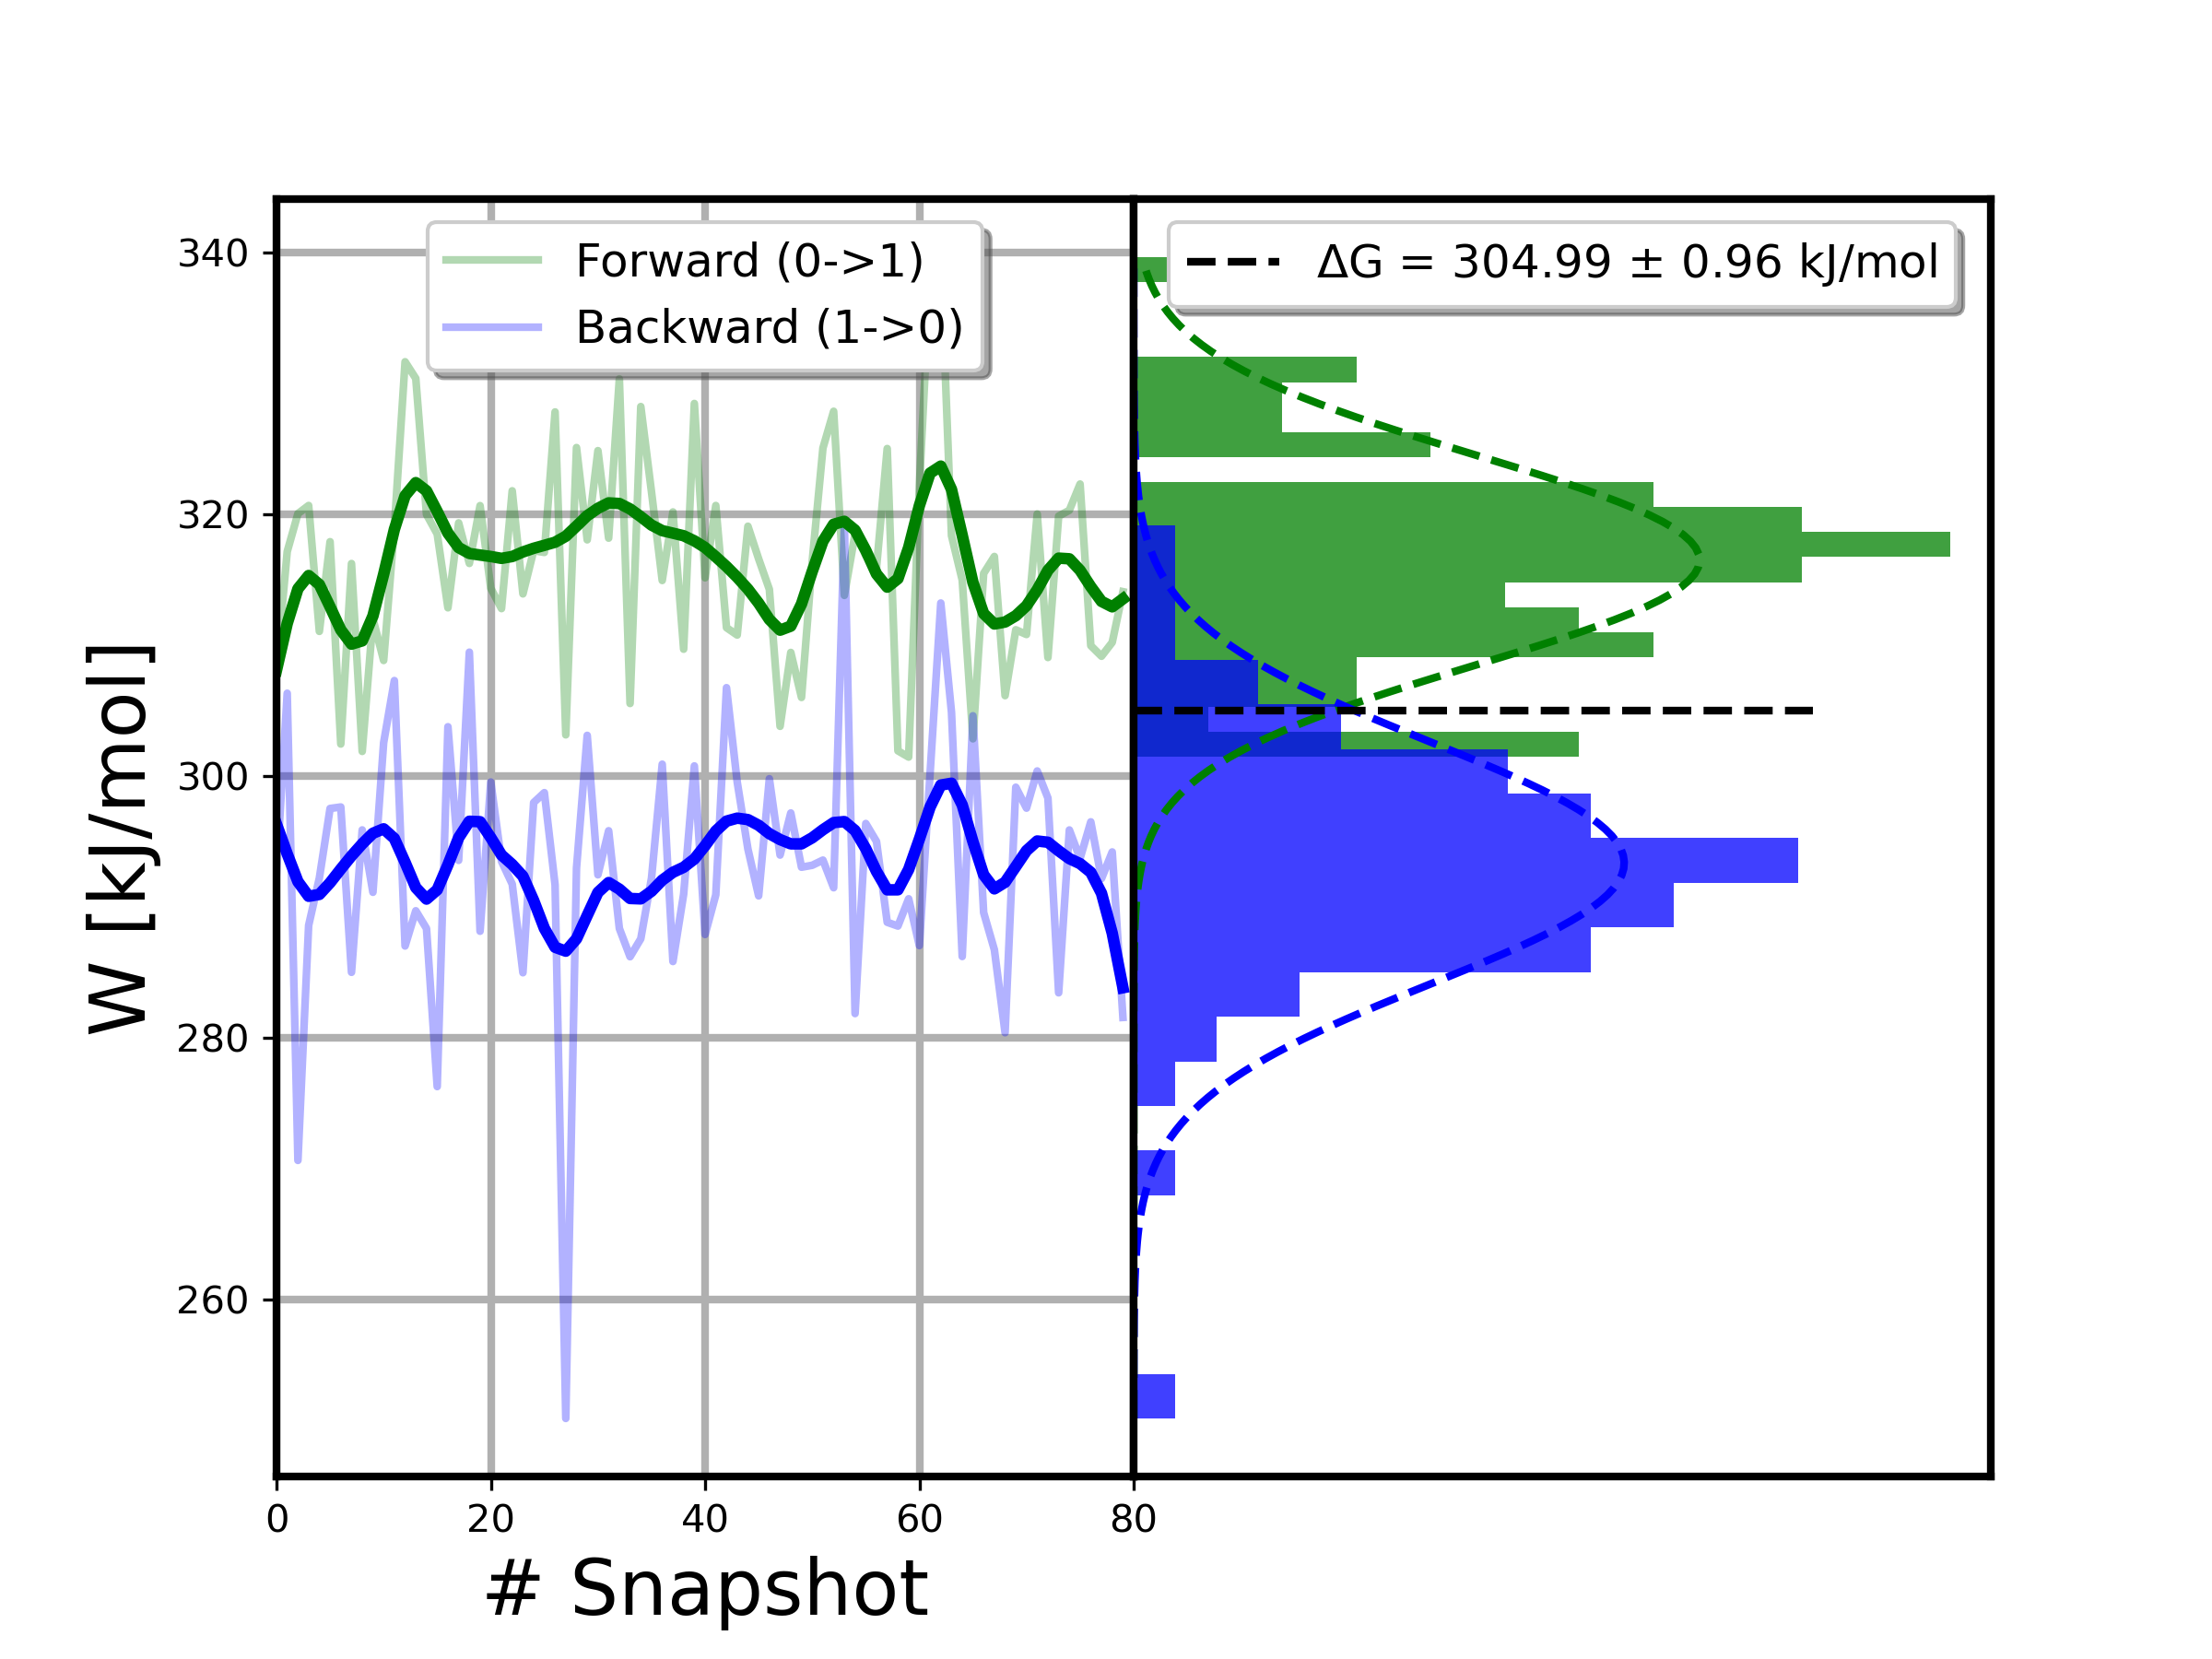 Forward (0->1)
Backward (1->0)
ΔG = 304.99 ± 0.96 kJ/mol
W [kJ/mol]
340
320
300
280
260
0 20 40 60 80
# Snapshot